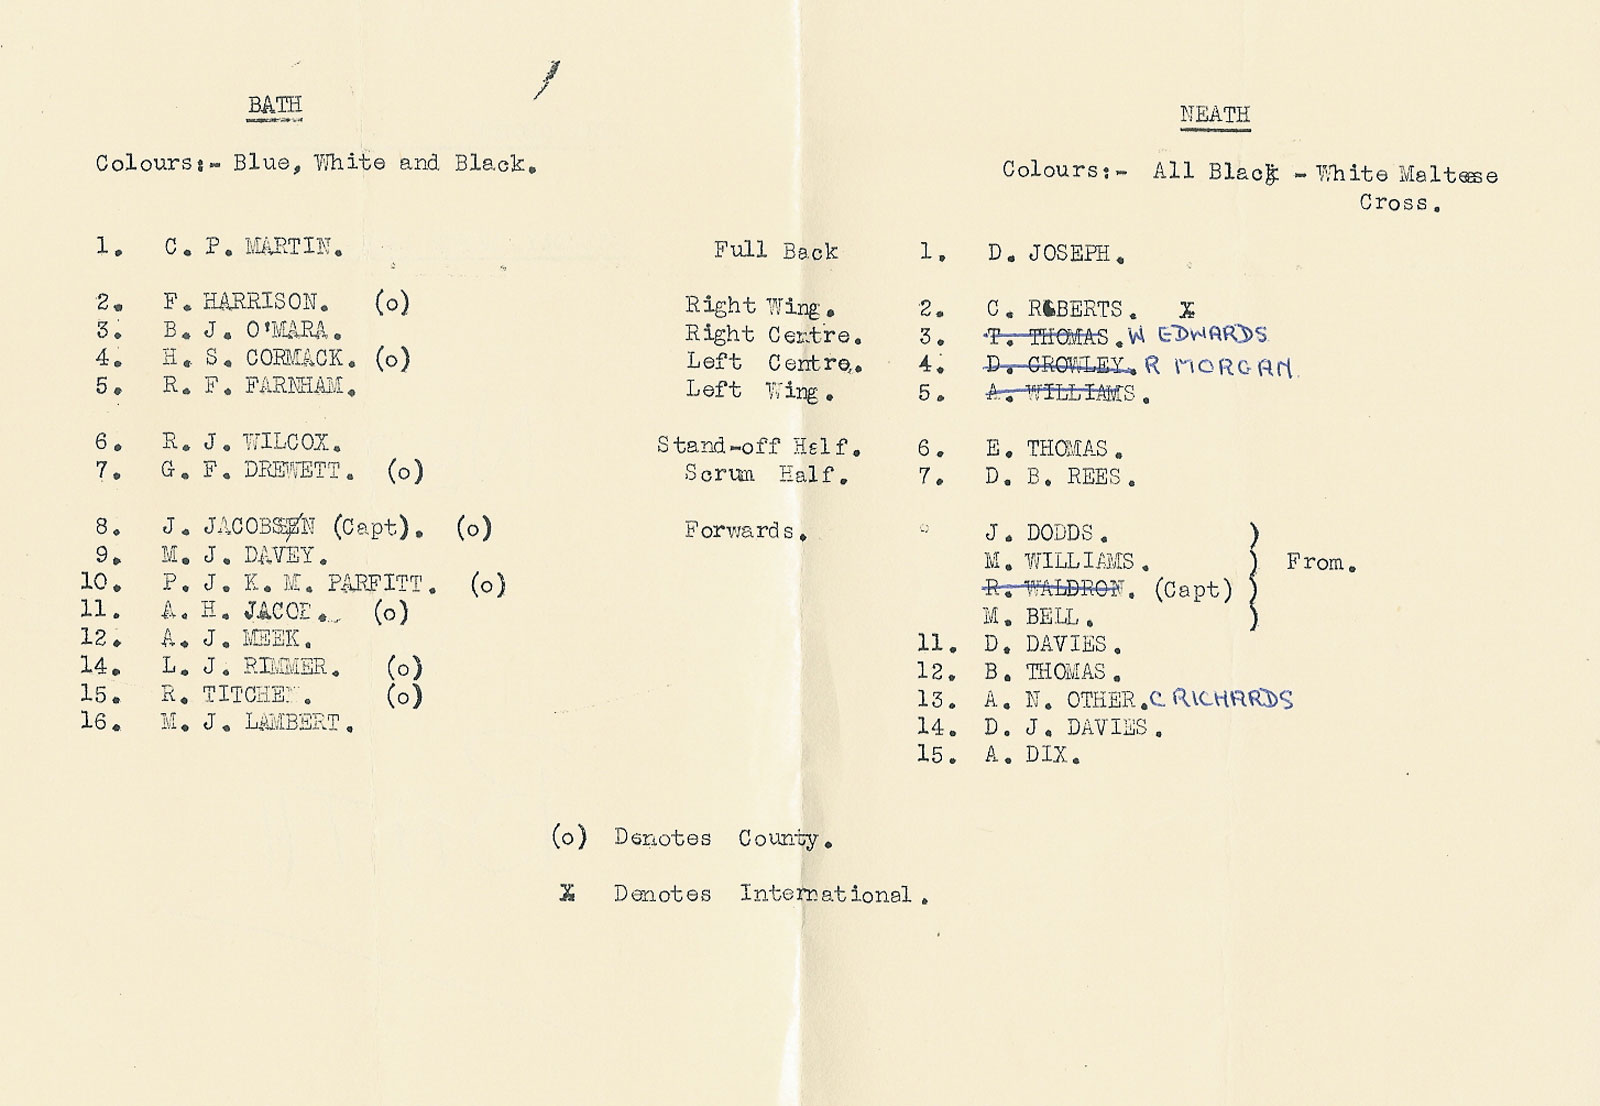 BATH
Colours:- Blue, White and Black.
1. C. P. MARTIN.
2. F. HARRISON. (o)
3. B. J. O'MARA.
4. H. S. CORMACK. (o)
5. R. F. FARNHAM.
6. R. J. WILCOX.
7. G. F. DREWETT. (o)
8. J. JACOBSEN (Capt). (o)
9. M. J. DAVEY.
10. P. J. K. M. PARFITT. (o)
11. A. H. (o)
12. A. J. MEEK.
14. L. J. RIMMER. (o)
15. R. (o)
16. M. J. LAMBERT.
Full Back
Right Wing.
Right Centre.
Left Centre.
Left Wing.
Stand-off Half.
Scrum Half.
Forwards.
NEATH
Colours:- All Black - White Maltese
Cross.
1. D. JOSEPH.
2. C. ROBERTS. X
3. T. THOMAS. W EDWARDS
4. D. CROWLEY. R MORGAN.
5. A. WILLIAMS.
6. E. THOMAS.
7. D. B. REES.
J. DODDS. )
M. WILLIAMS. ) From.
R. WALDRON. (Capt) )
M. BELL. )
11. D. DAVIES.
12. B. THOMAS.
13. A. N. OTHER. C RICHARDS
14. D. J. DAVIES.
15. A. DIX.
(o) Denotes County.
X Denotes International.